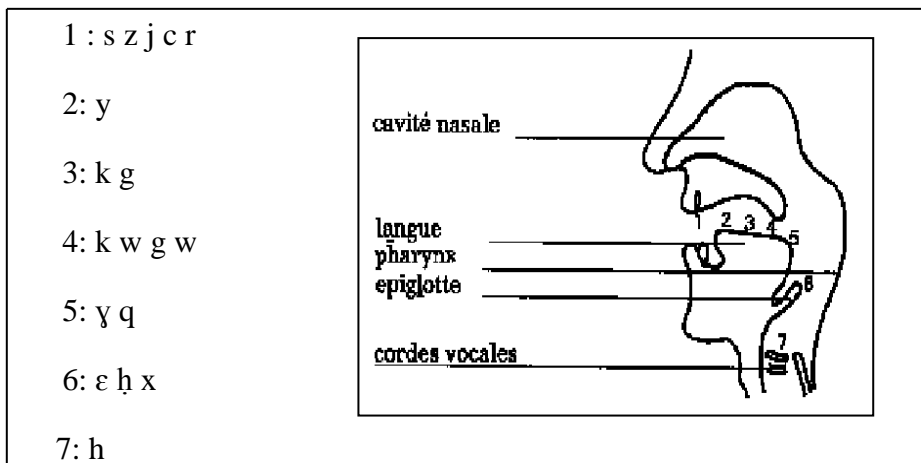 1 : s z j c r
2: y
3: k g
4: k w g w
5: ɣ q
6: ɛ ḥ x
7: h
cavité nasale
langue
pharynx
epiglotte
cordes vocales
2 3 4
5
6
7